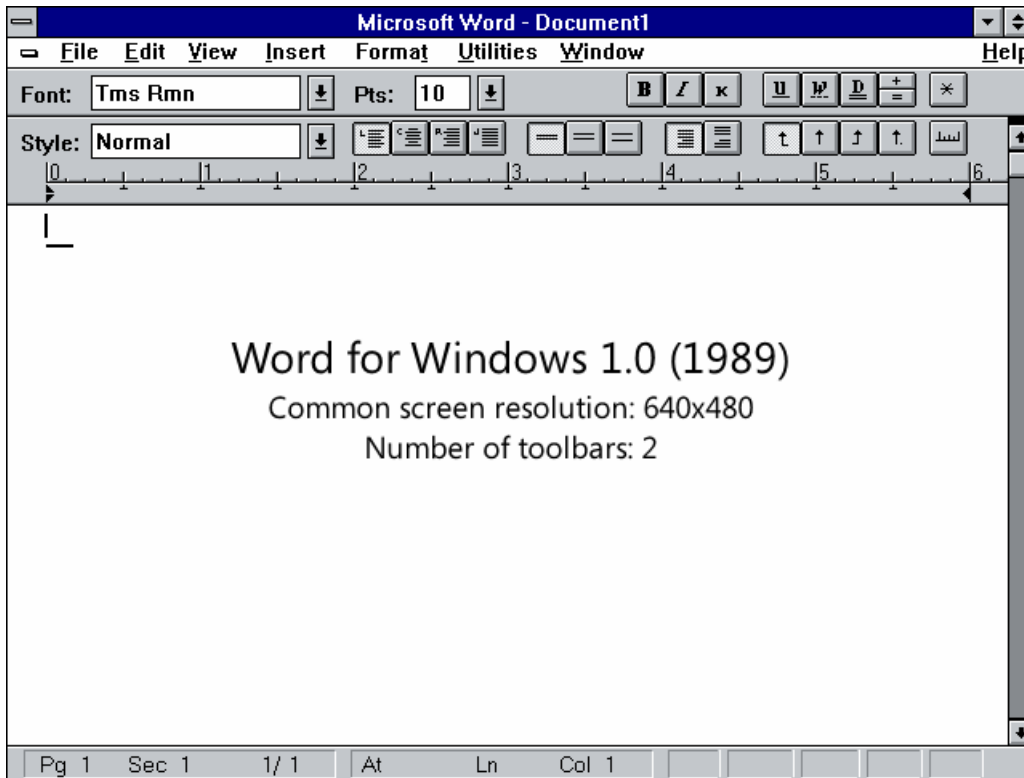 Microsoft Word - Document1
File Edit View Insert Format Utilities Window Help
Font: Tms Rmn Pts: 10 B I K U W D + = *
Style: Normal L C R J t
0 1 2 3 4 5 6
Word for Windows 1.0 (1989)
Common screen resolution: 640x480
Number of toolbars: 2
Pg 1 Sec 1 1/ 1 At Ln Col 1